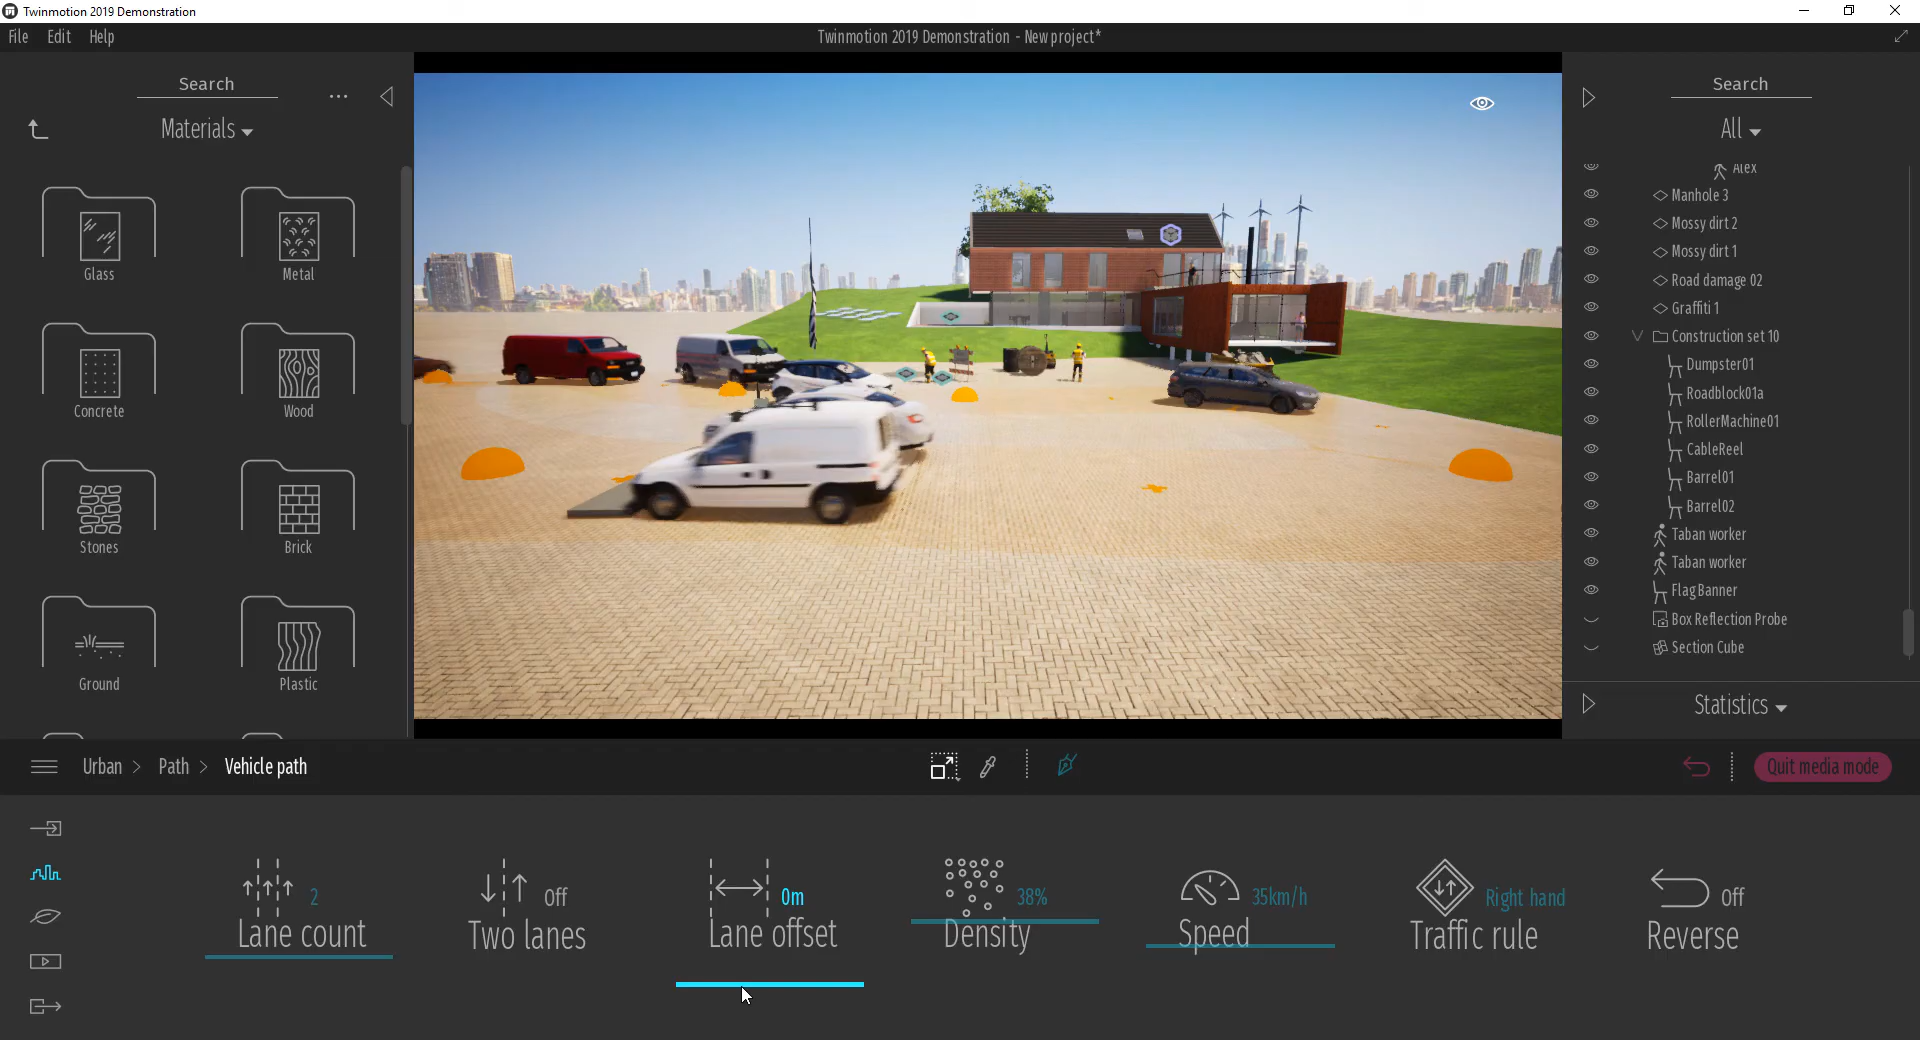 Twinmotion 2019 Demonstration
File Edit Help
Twinmotion 2019 Demonstration - New project*
Search
...
Materials
Glass
Metal
Concrete
Wood
Stones
Brick
Ground
Plastic
Search
All
Alex
Manhole 3
Mossy dirt 2
Mossy dirt 1
Road damage 02
Graffiti 1
Construction set 10
Dumpster01
Roadblock01a
RollerMachine01
CableReel
Barrel01
Barrel02
Taban worker
Taban worker
Flag Banner
Box Reflection Probe
Section Cube
Statistics
Urban > Path > Vehicle path
Quit media mode
2
Lane count
Off
Two lanes
0m
Lane offset
38%
Density
35km/h
Speed
Right hand
Traffic rule
Off
Reverse